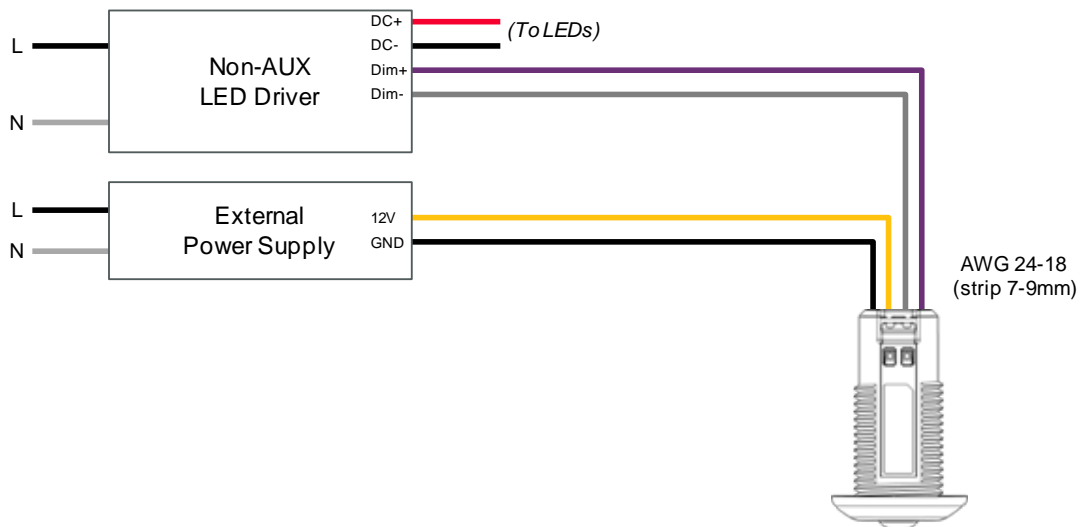 L
N
Non-AUX
LED Driver
DC+
DC-
Dim+
Dim-
(To LEDs)
L
N
External
Power Supply
12V
GND
AWG 24-18
(strip 7-9mm)